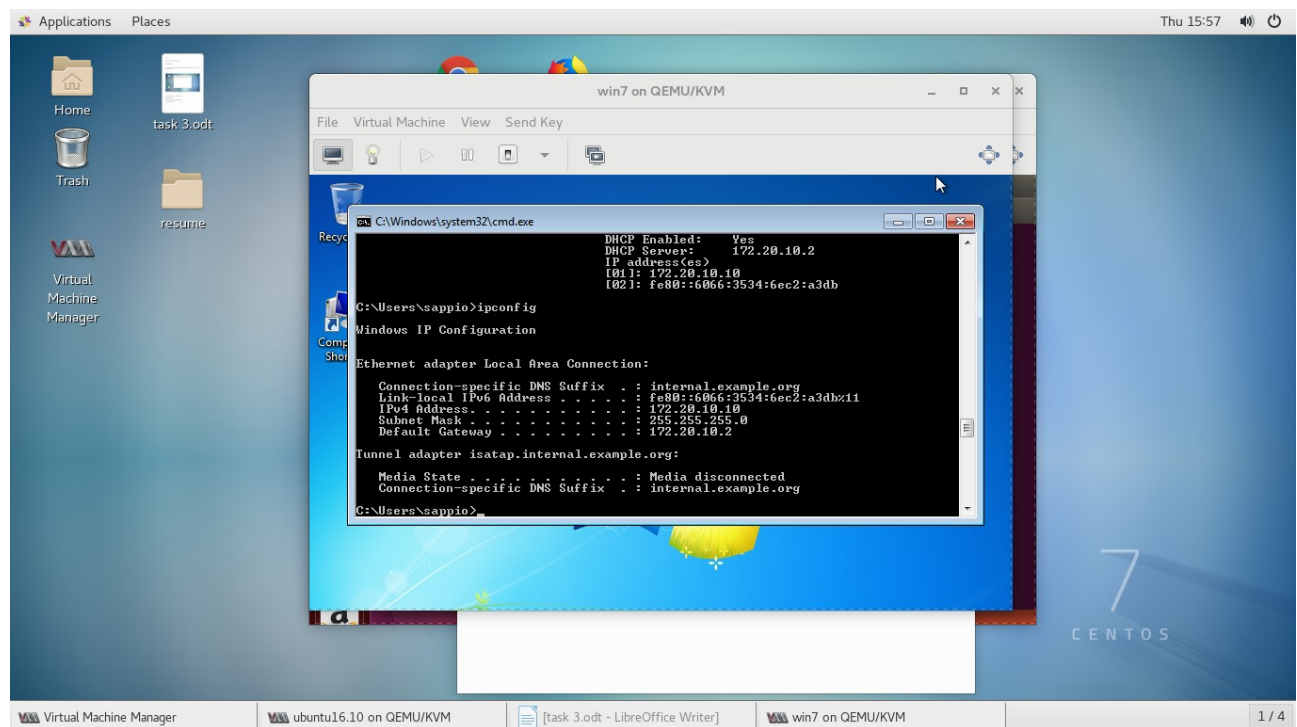 Applications Places
Thu 15:57
Home
task 3.odt
Trash
resume
Virtual
Machine
Manager
win7 on QEMU/KVM
File Virtual Machine View Send Key
C:\Windows\system32\cmd.exe
DHCP Enabled: Yes
DHCP Server: 172.20.10.2
IP address(es)
[01]: 172.20.10.10
[02]: fe80::6066:3534:6ec2:a3db
C:\Users\sappio>ipconfig
Windows IP Configuration
Ethernet adapter Local Area Connection:
Connection-specific DNS Suffix . : internal.example.org
Link-local IPv6 Address . . . . . : fe80::6066:3534:6ec2:a3db%11
IPv4 Address. . . . . . . . . . . : 172.20.10.10
Subnet Mask . . . . . . . . . . . : 255.255.255.0
Default Gateway . . . . . . . . . : 172.20.10.2
Tunnel adapter isatap.internal.example.org:
Media State . . . . . . . . . . . : Media disconnected
Connection-specific DNS Suffix . : internal.example.org
C:\Users\sappio>_
7
CENTOS
Virtual Machine Manager
ubuntu16.10 on QEMU/KVM
[task 3.odt - LibreOffice Writer]
win7 on QEMU/KVM
1 / 4